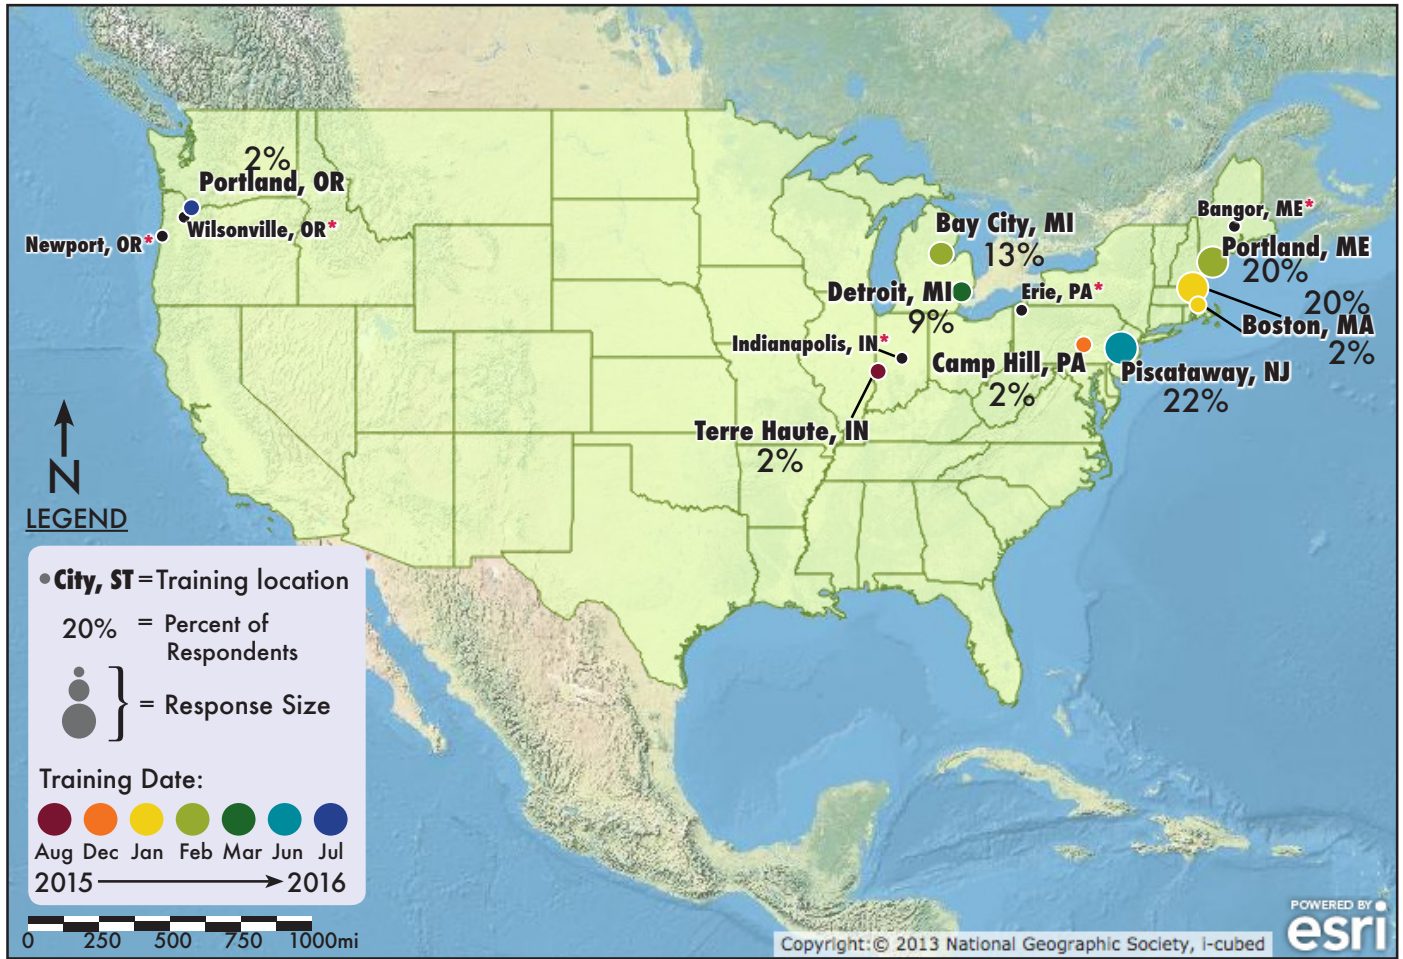 2%
Portland, OR
Wilsonville, OR*
Newport, OR*
Bangor, ME*
Bay City, MI
13%
Portland, ME
20%
Detroit, MI
9%
Erie, PA*
20%
Boston, MA
2%
Indianapolis, IN*
Camp Hill, PA
2%
Piscataway, NJ
22%
Terre Haute, IN
2%
N
LEGEND
City, ST = Training location
20% = Percent of
Respondents
} = Response Size
Training Date:
Aug Dec Jan Feb Mar Jun Jul
2015 2016
0 250 500 750 1000mi
Copyright:© 2013 National Geographic Society, i-cubed
POWERED BY
esri